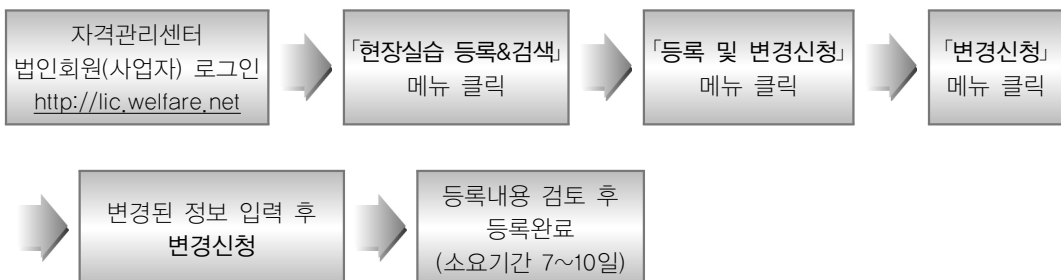 자격관리센터
법인회원(사업자) 로그인
http://lic.welfare.net
「현장실습 등록&검색」
메뉴 클릭
「등록 및 변경신청」
메뉴 클릭
「변경신청」
메뉴 클릭
변경된 정보 입력 후
변경신청
등록내용 검토 후
등록완료
(소요기간 7~10일)